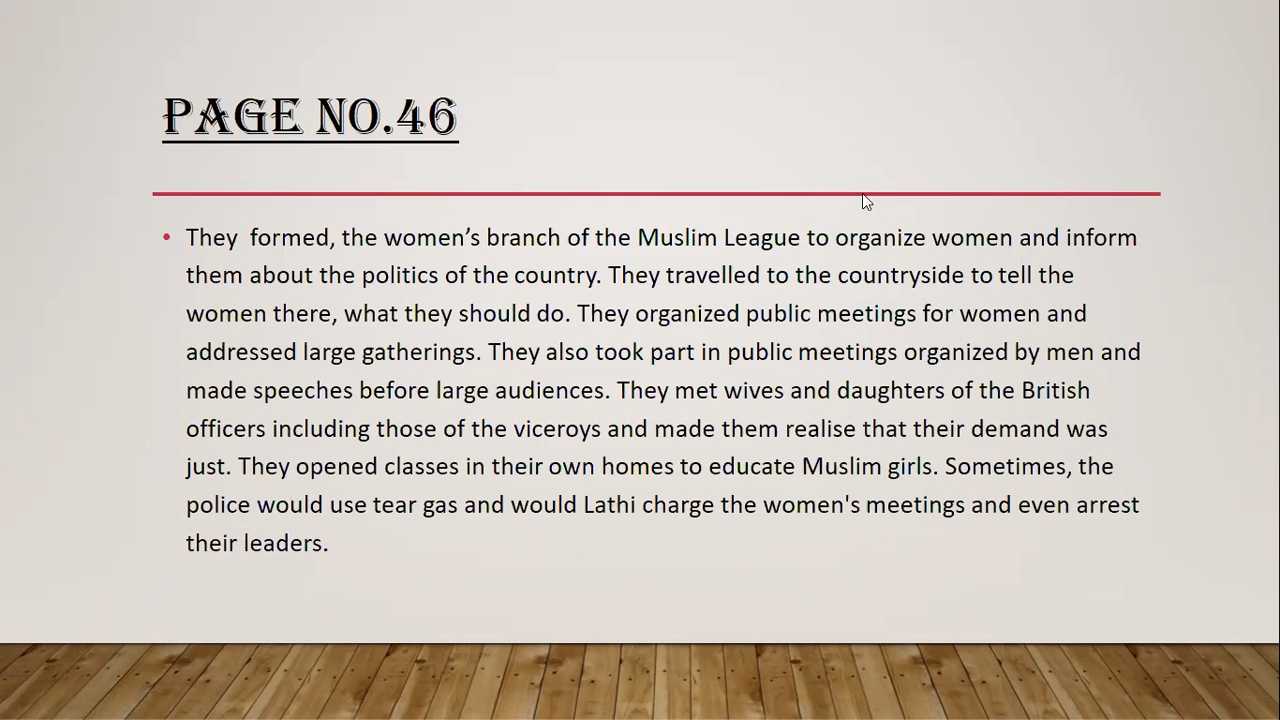 PAGE NO.46
• They  formed, the women’s branch of the Muslim League to organize women and inform
them about the politics of the country. They travelled to the countryside to tell the
women there, what they should do. They organized public meetings for women and
addressed large gatherings. They also took part in public meetings organized by men and
made speeches before large audiences. They met wives and daughters of the British
officers including those of the viceroys and made them realise that their demand was
just. They opened classes in their own homes to educate Muslim girls. Sometimes, the
police would use tear gas and would Lathi charge the women's meetings and even arrest
their leaders.